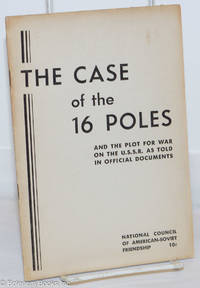 THE CASE
of the
16 POLES
AND THE PLOT FOR WAR
ON THE U.S.S.R. AS TOLD
IN OFFICIAL DOCUMENTS
NATIONAL COUNCIL
OF AMERICAN-SOVIET
FRIENDSHIP 10c